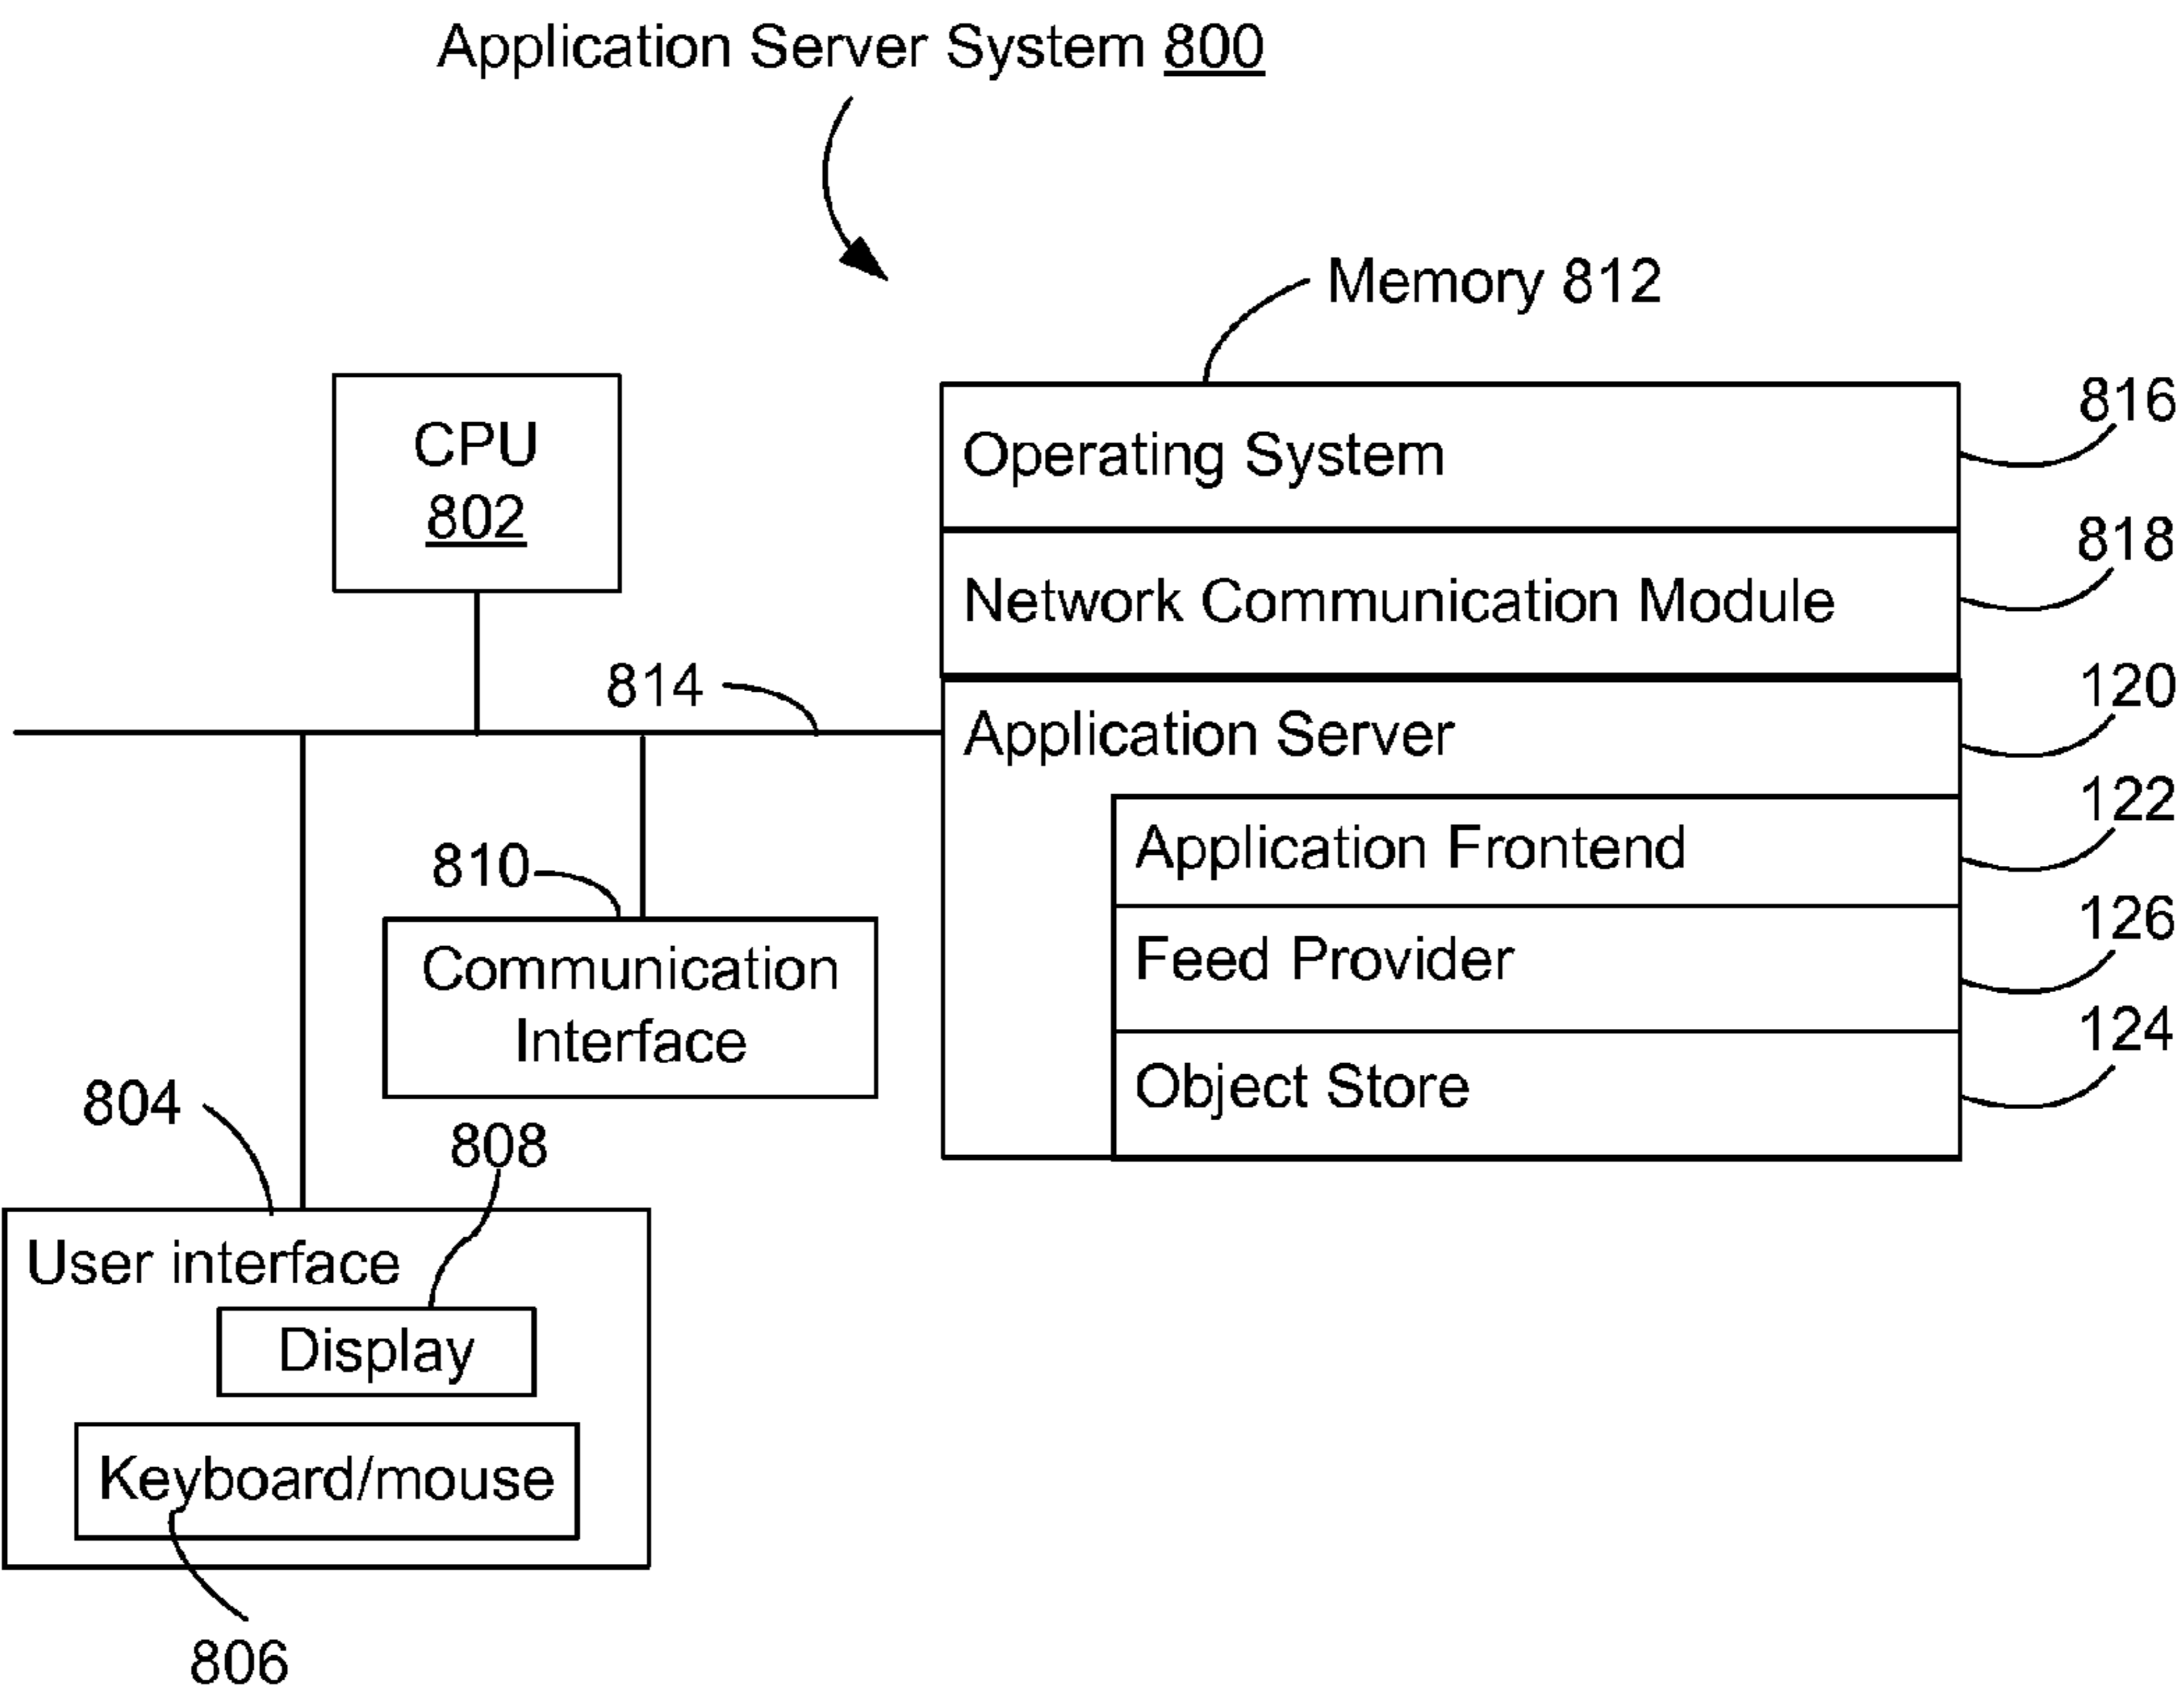 Application Server System 800
Memory 812
CPU
802
Operating System
816
Network Communication Module
818
814
Application Server
120
Application Frontend
122
Feed Provider
126
Object Store
124
810
Communication
Interface
804
808
User interface
Display
Keyboard/mouse
806